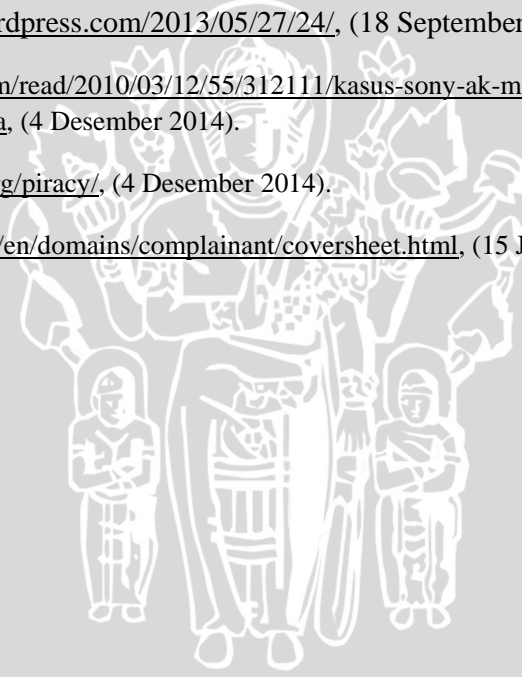 rdpress.com/2013/05/27/24/, (18 September
m/read/2010/03/12/55/312111/kasus-sony-ak-m
a, (4 Desember 2014).
rg/piracy/, (4 Desember 2014).
/en/domains/complainant/coversheet.html, (15 J